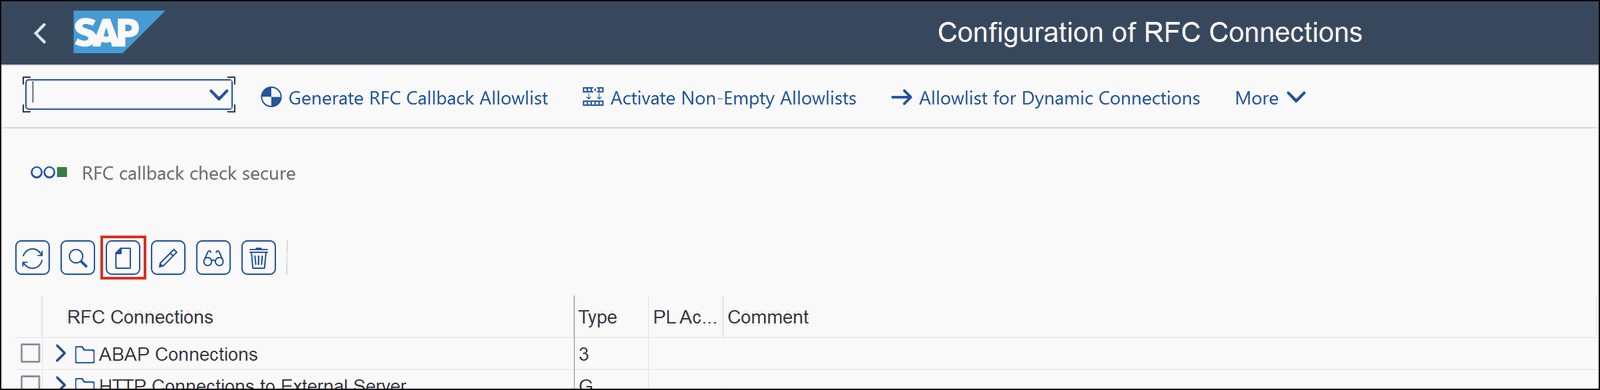 SAP
Configuration of RFC Connections
Generate RFC Callback Allowlist
Activate Non-Empty Allowlists
Allowlist for Dynamic Connections
More
RFC callback check secure
RFC Connections Type PL Ac... Comment
ABAP Connections 3
HTTP Connections to External Server G